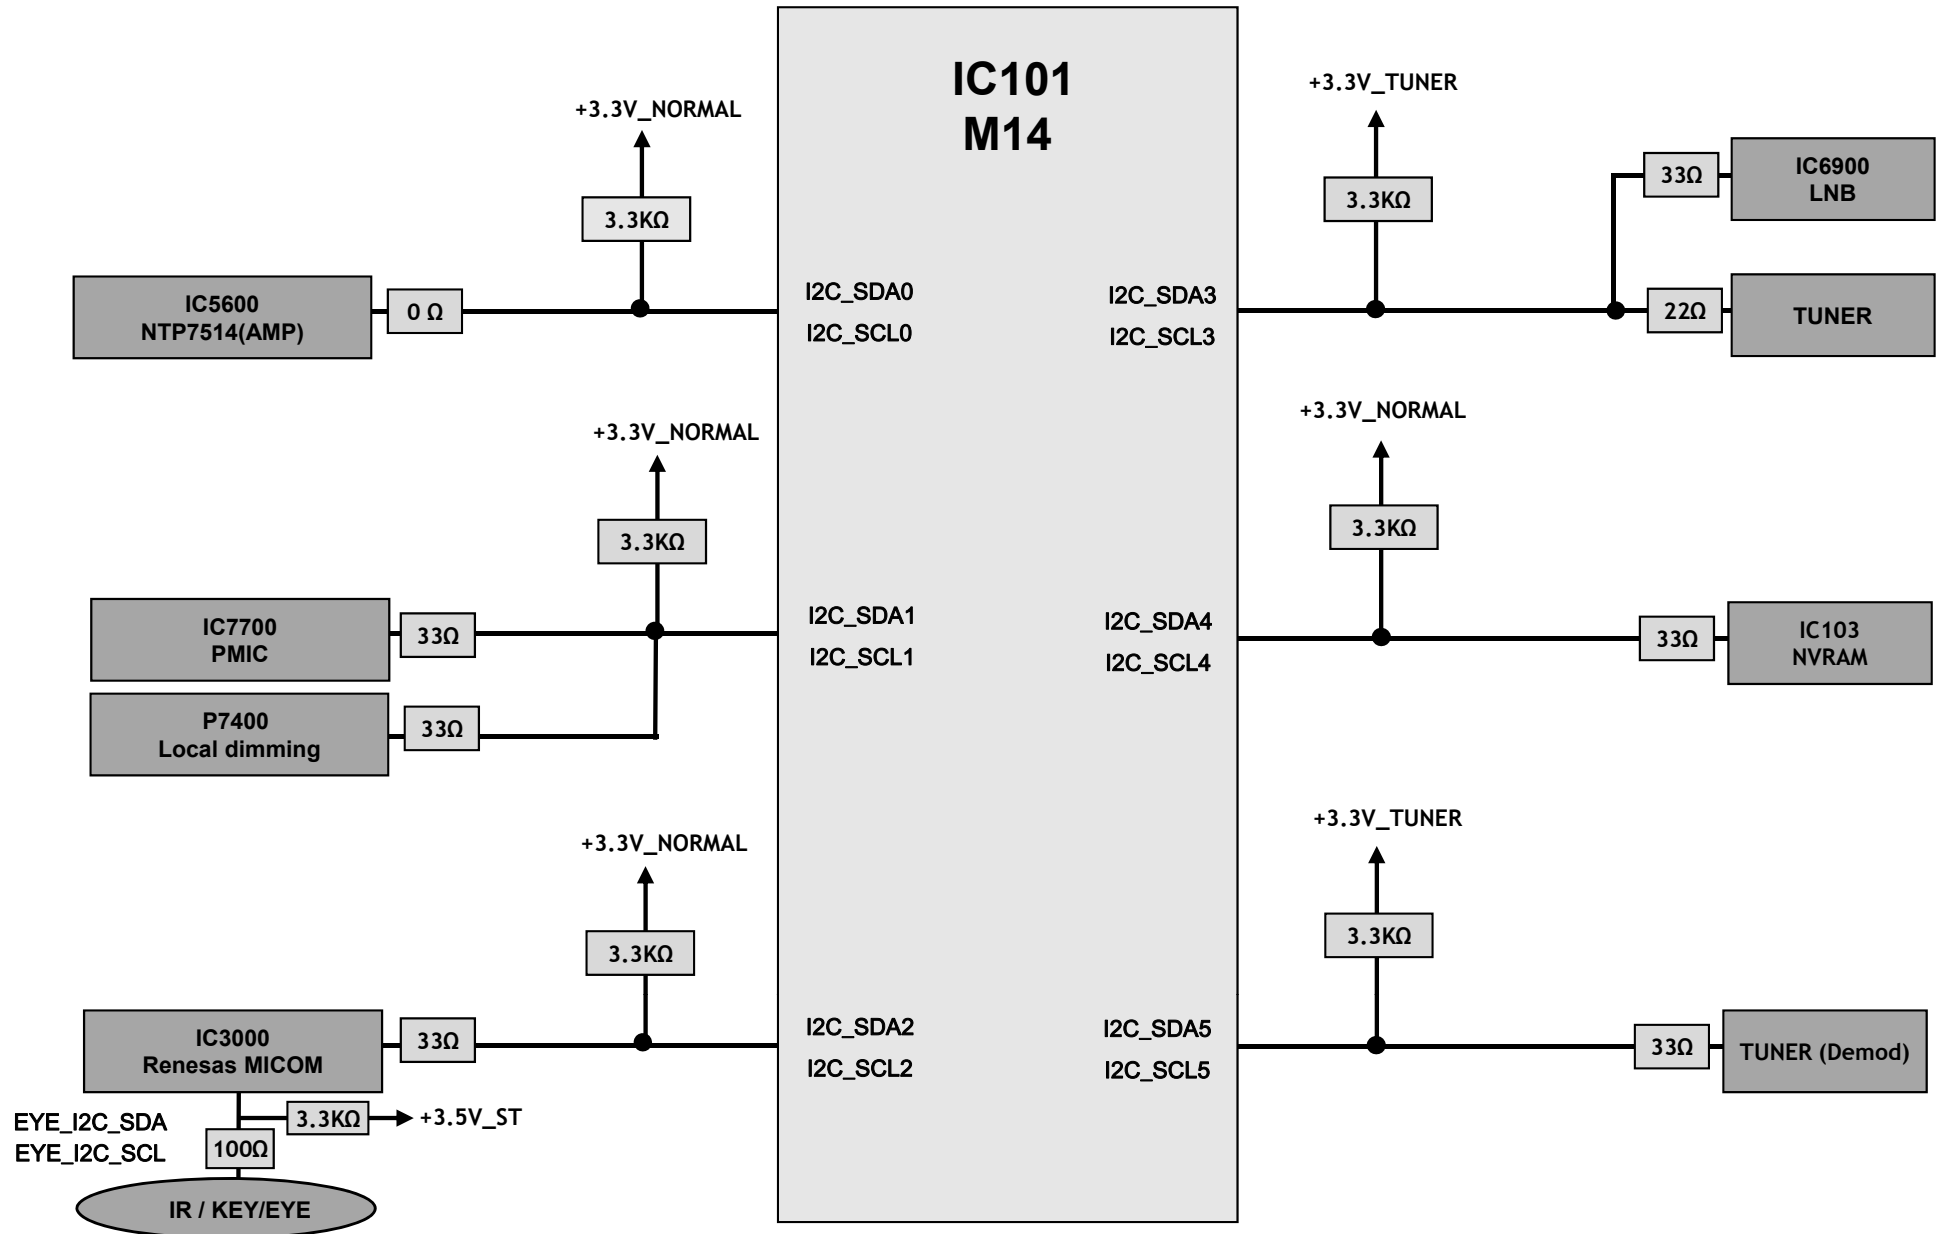 IC101
M14
+3.3V_NORMAL
3.3KΩ
IC5600
NTP7514(AMP)
0 Ω
I2C_SDA0
I2C_SCL0
+3.3V_NORMAL
3.3KΩ
IC7700
PMIC
33Ω
I2C_SDA1
I2C_SCL1
P7400
Local dimming
33Ω
+3.3V_NORMAL
3.3KΩ
IC3000
Renesas MICOM
33Ω
I2C_SDA2
I2C_SCL2
EYE_I2C_SDA
EYE_I2C_SCL
3.3KΩ
+3.5V_ST
100Ω
IR / KEY/EYE
+3.3V_TUNER
3.3KΩ
I2C_SDA3
I2C_SCL3
33Ω
IC6900
LNB
22Ω
TUNER
+3.3V_NORMAL
3.3KΩ
I2C_SDA4
I2C_SCL4
33Ω
IC103
NVRAM
+3.3V_TUNER
3.3KΩ
I2C_SDA5
I2C_SCL5
33Ω
TUNER (Demod)